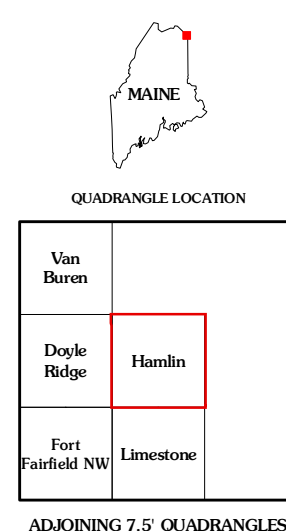 MAINE
QUADRANGLE LOCATION
Van
Buren
Doyle
Ridge
Hamlin
Fort
Fairfield NW
Limestone
ADJOINING 7.5' QUADRANGLES